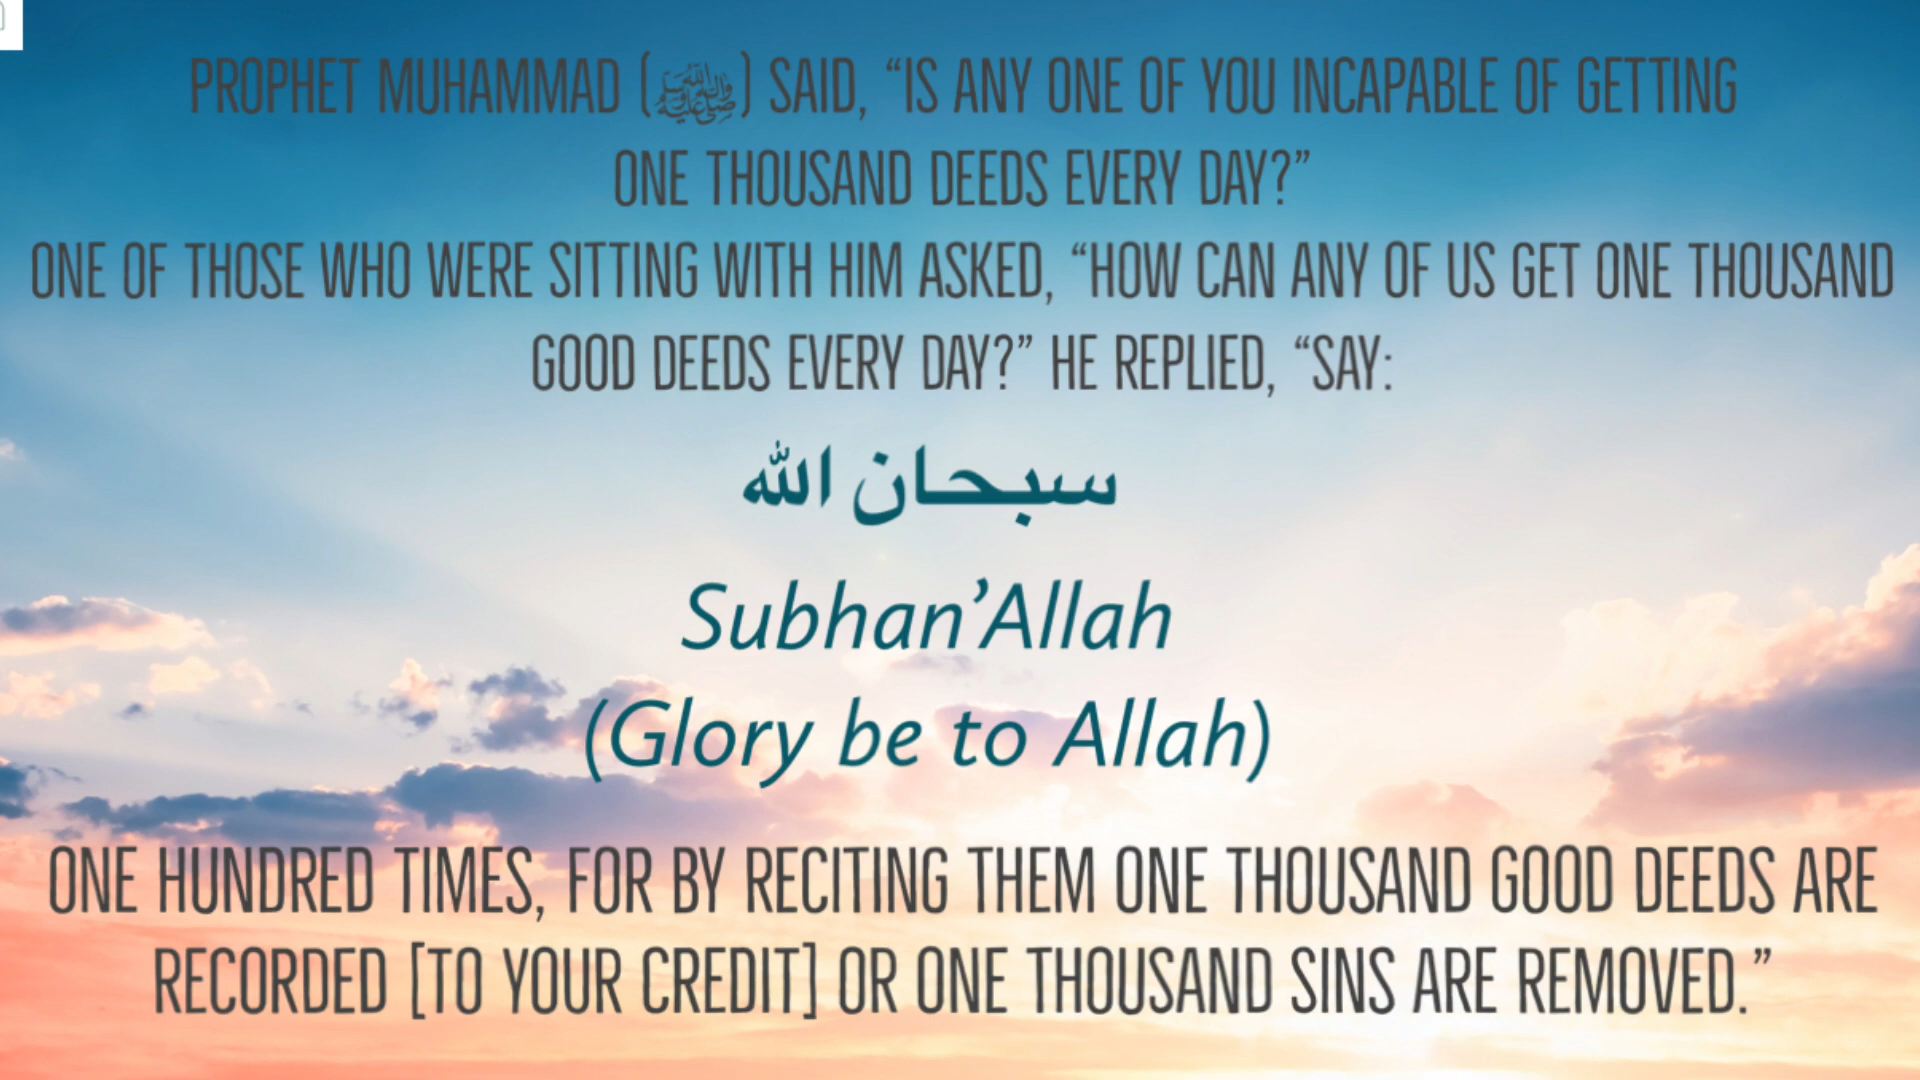 PROPHET MUHAMMAD (ﷺ) SAID, “IS ANY ONE OF YOU INCAPABLE OF GETTING
ONE THOUSAND DEEDS EVERY DAY?”
ONE OF THOSE WHO WERE SITTING WITH HIM ASKED, “HOW CAN ANY OF US GET ONE THOUSAND
GOOD DEEDS EVERY DAY?” HE REPLIED, “SAY:
سبحان الله
Subhan’Allah
(Glory be to Allah)
ONE HUNDRED TIMES, FOR BY RECITING THEM ONE THOUSAND GOOD DEEDS ARE
RECORDED [TO YOUR CREDIT] OR ONE THOUSAND SINS ARE REMOVED.”